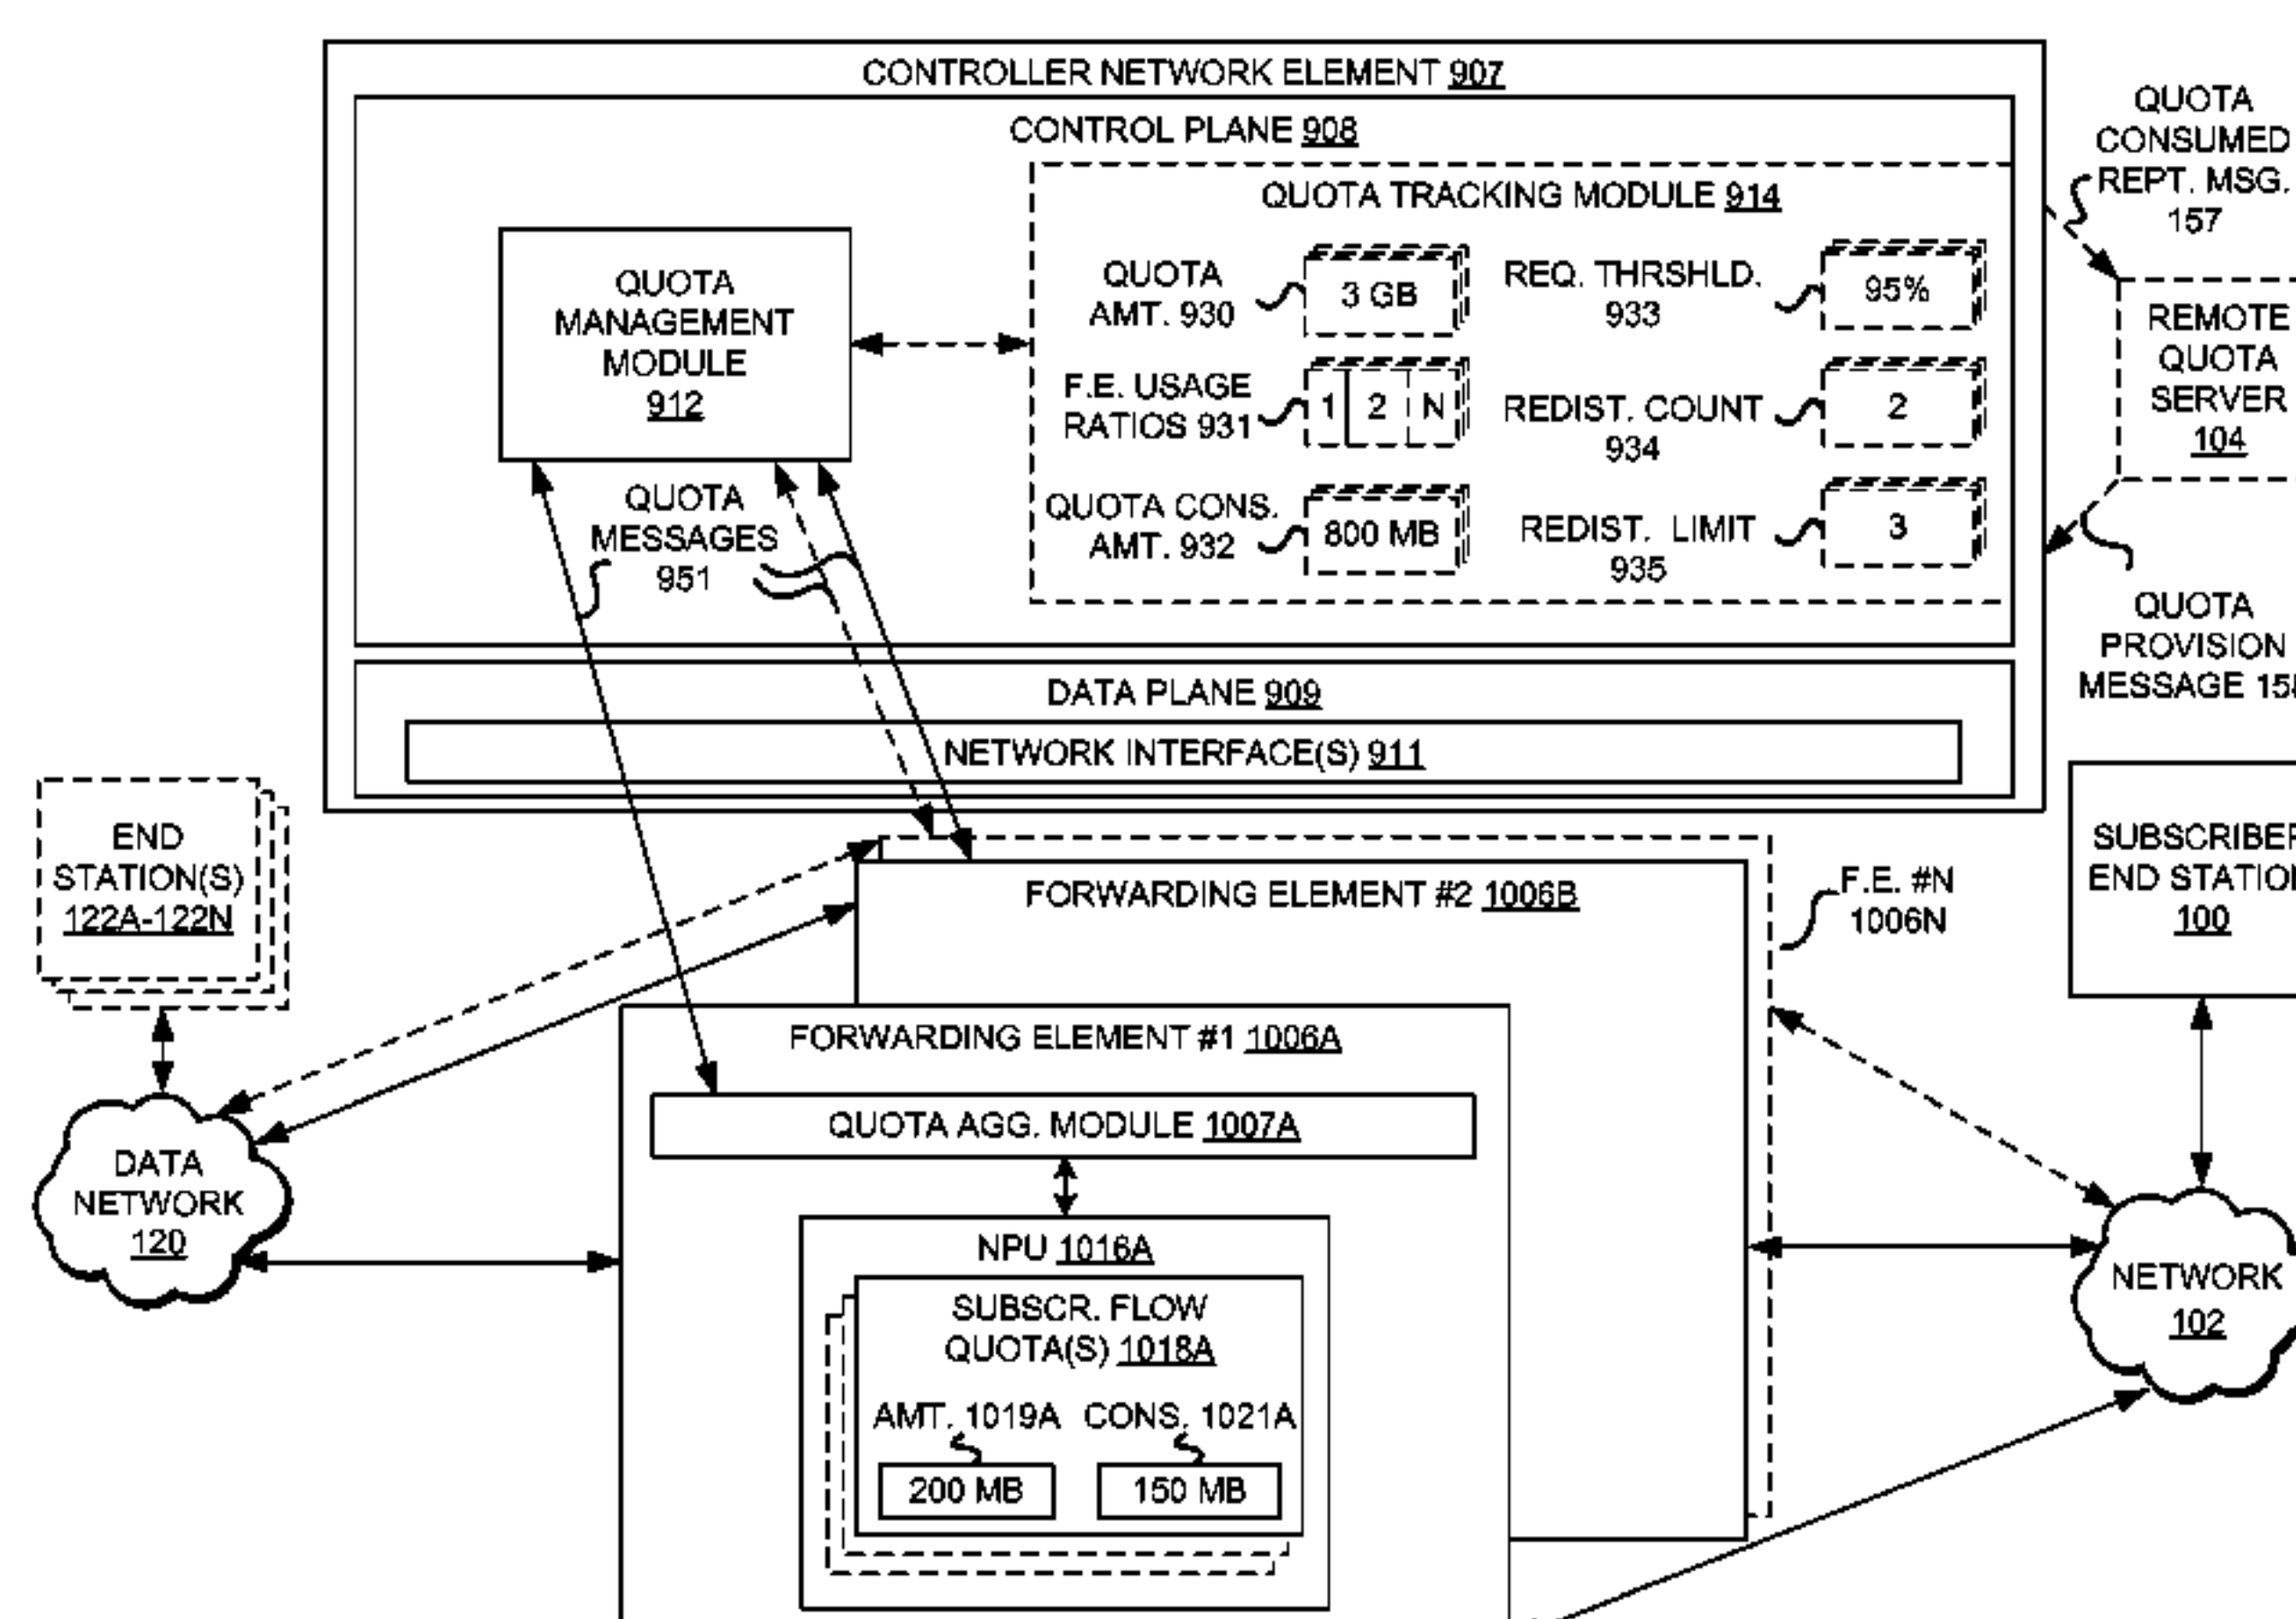 CONTROLLER NETWORK ELEMENT 907
CONTROL PLANE 908
QUOTA TRACKING MODULE 914
QUOTA
MANAGEMENT
MODULE
912
QUOTA
AMT. 930
3 GB
REQ. THRSHLD.
933
95%
F.E. USAGE
RATIOS 931
1 2 N
REDIST. COUNT
934
2
QUOTA CONS.
AMT. 932
800 MB
REDIST. LIMIT
935
3
QUOTA
MESSAGES
951
DATA PLANE 909
NETWORK INTERFACE(S) 911
QUOTA
CONSUMED
REPT. MSG.
157
REMOTE
QUOTA
SERVER
104
QUOTA
PROVISION
MESSAGE
END
STATION(S)
122A-122N
DATA
NETWORK
120
FORWARDING ELEMENT #2 1006B
F.E. #N
1006N
SUBSCRIBER
END STATION
100
FORWARDING ELEMENT #1 1006A
QUOTA AGG. MODULE 1007A
NPU 1016A
SUBSCR. FLOW
QUOTA(S) 1018A
AMT. 1019A CONS. 1021A
200 MB 150 MB
NETWORK
102